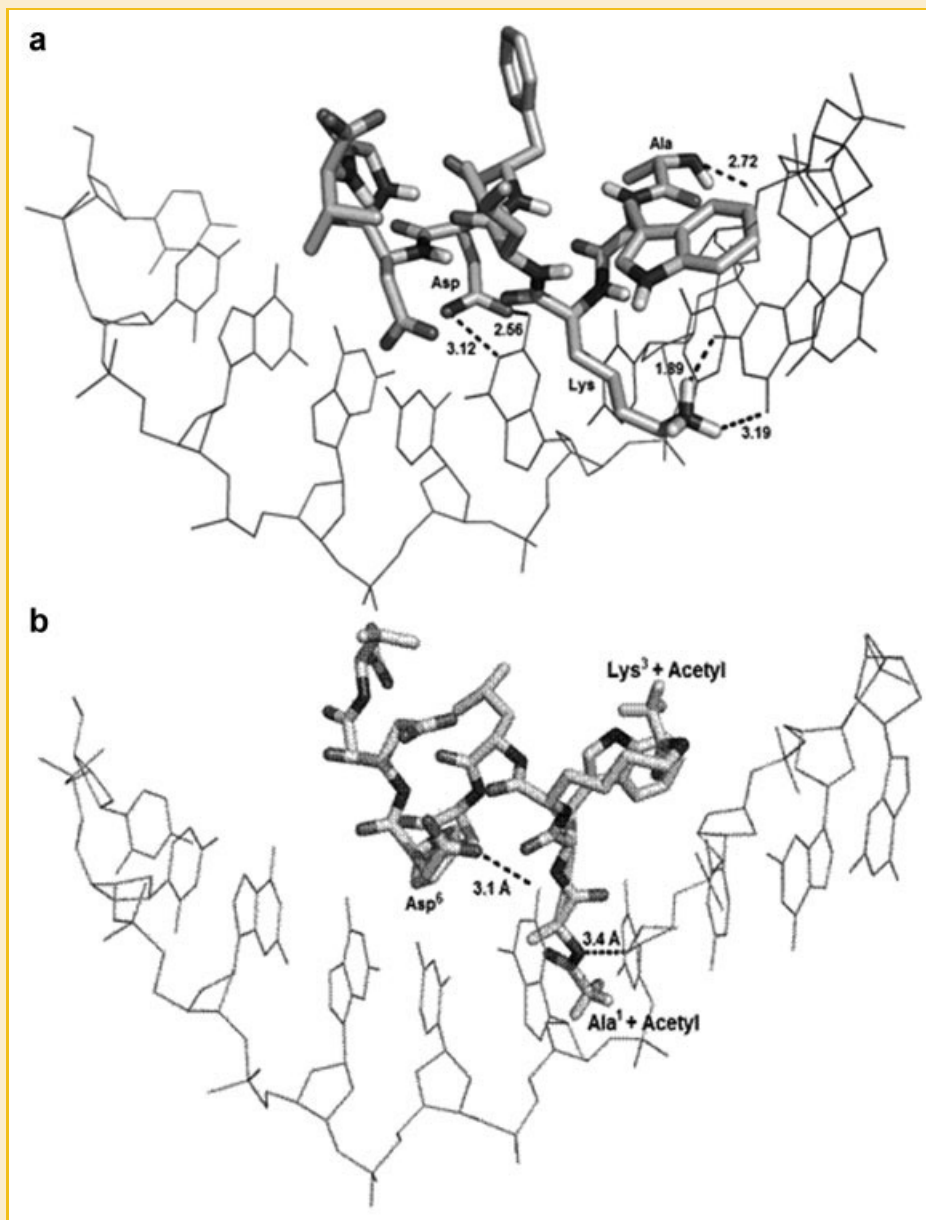 a
Ala
2.72
Asp
2.56
3.12
Lys
1.89
3.19
b
Lys³ + Acetyl
3.1 A
Asp⁶
3.4 A
Ala¹ + Acetyl